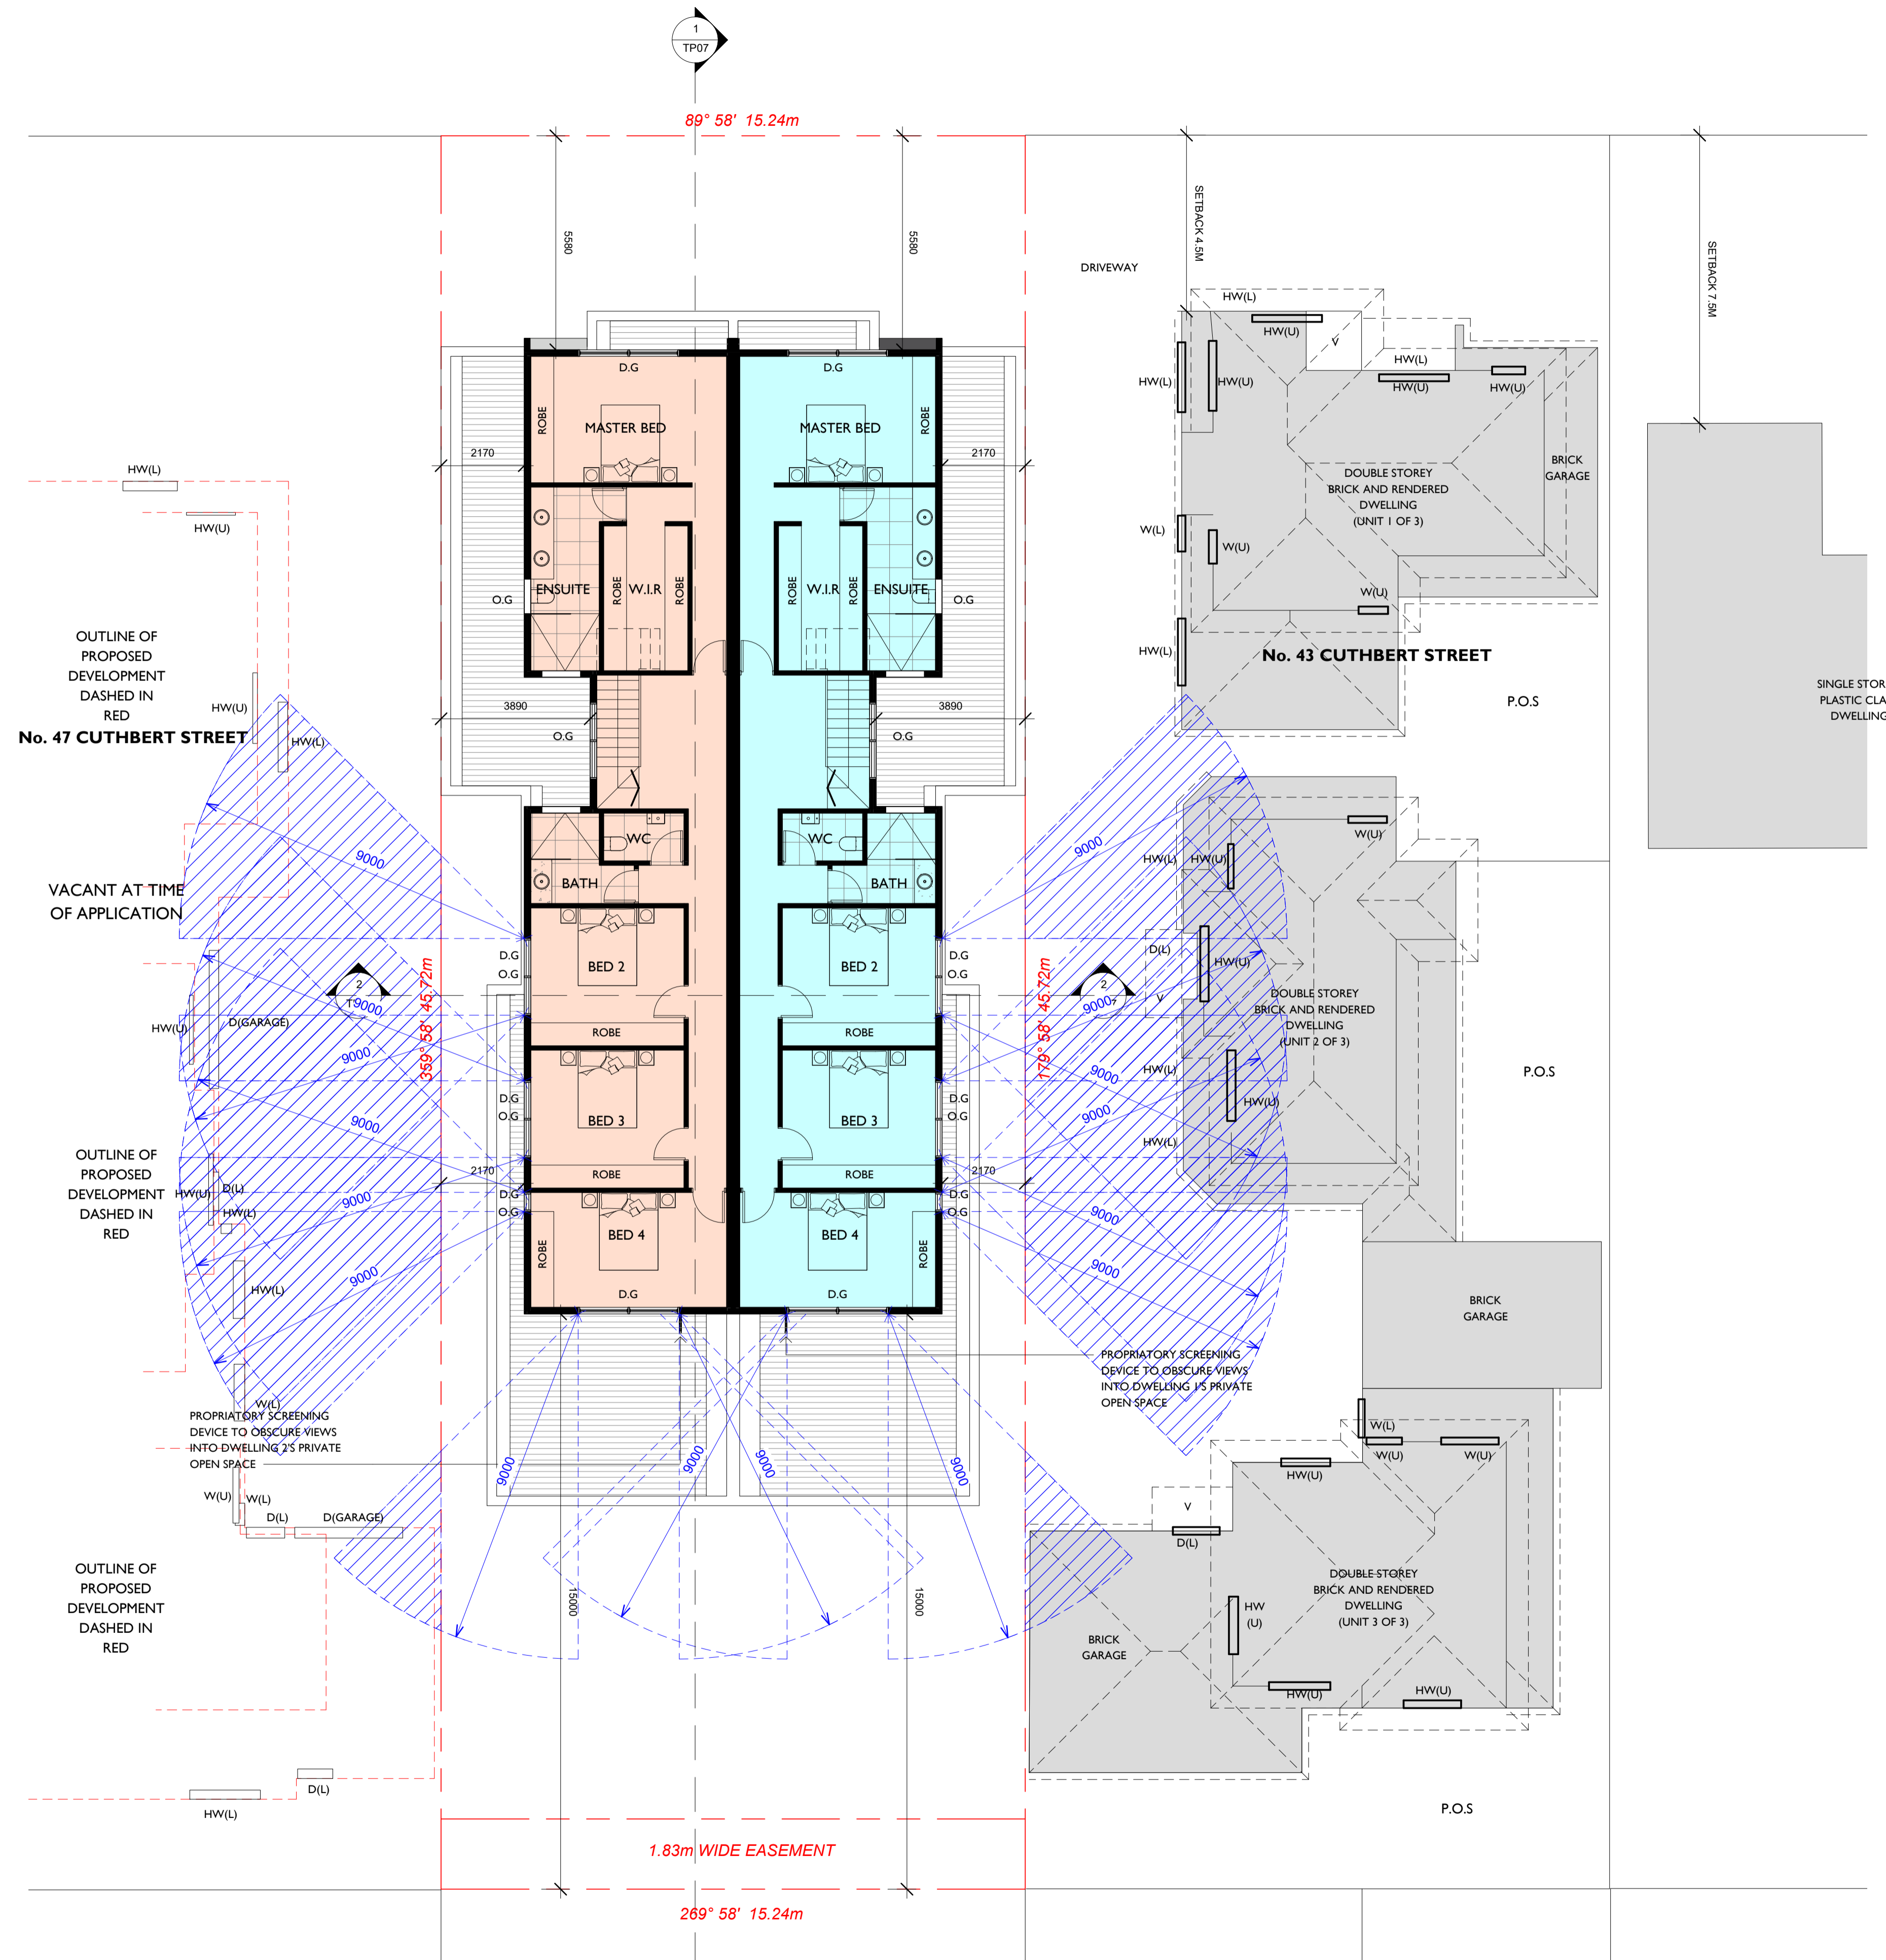 1
TP07
89° 58' 15.24m
5580
5580
SETBACK 4.5M
SETBACK 7.5M
DRIVEWAY
HW(L)
HW(U)
V
HW(L)
HW(U)
HW(U)
HW(L)
HW(U)
D.G
D.G
ROBE
MASTER BED
MASTER BED
ROBE
2170
2170
HW(L)
HW(U)
DOUBLE STOREY
BRICK AND RENDERED
DWELLING
(UNIT 1 OF 3)
BRICK
GARAGE
W(L)
W(U)
W(U)
HW(L)
O.G
ENSUITE
ROBE
W.I.R
ROBE
ROBE
W.I.R
ROBE
ENSUITE
O.G
No. 43 CUTHBERT STREET
P.O.S
SINGLE STOR
PLASTIC CLA
DWELLING
OUTLINE OF
PROPOSED
DEVELOPMENT
DASHED IN
RED
No. 47 CUTHBERT STREET
HW(U)
HW(L)
3890
O.G
3890
O.G
VACANT AT TIME
OF APPLICATION
9000
9000
WC
BATH
WC
BATH
W(U)
HW(L)
HW(U)
D.G
O.G
BED 2
BED 2
D.G
O.G
D(L)
V
HW(U)
2
T
2
359° 58' 45.72m
179° 58' 45.72m
HW(U)
D(GARAGE)
9000
9000
9000
9000
ROBE
ROBE
DOUBLE STOREY
BRICK AND RENDERED
DWELLING
(UNIT 2 OF 3)
HW(L)
HW(U)
HW(L)
P.O.S
D.G
O.G
BED 3
BED 3
D.G
O.G
9000
9000
ROBE
ROBE
2170
2170
OUTLINE OF
PROPOSED
DEVELOPMENT
DASHED IN
RED
HW(U)
D(L)
HW(L)
9000
9000
D.G
O.G
BED 4
BED 4
D.G
O.G
ROBE
ROBE
D.G
D.G
9000
9000
HW(L)
BRICK
GARAGE
PROPRIATORY SCREENING
DEVICE TO OBSCURE VIEWS
INTO DWELLING 1'S PRIVATE
OPEN SPACE
W(L)
PROPRIATORY SCREENING
DEVICE TO OBSCURE VIEWS
INTO DWELLING 2'S PRIVATE
OPEN SPACE
9000
9000
9000
9000
W(L)
W(U)
W(U)
HW(U)
W(U)
W(L)
D(L)
D(GARAGE)
V
D(L)
15000
15000
OUTLINE OF
PROPOSED
DEVELOPMENT
DASHED IN
RED
DOUBLE STOREY
BRICK AND RENDERED
DWELLING
(UNIT 3 OF 3)
HW
(U)
BRICK
GARAGE
HW(U)
HW(U)
D(L)
HW(L)
P.O.S
1.83m WIDE EASEMENT
269° 58' 15.24m